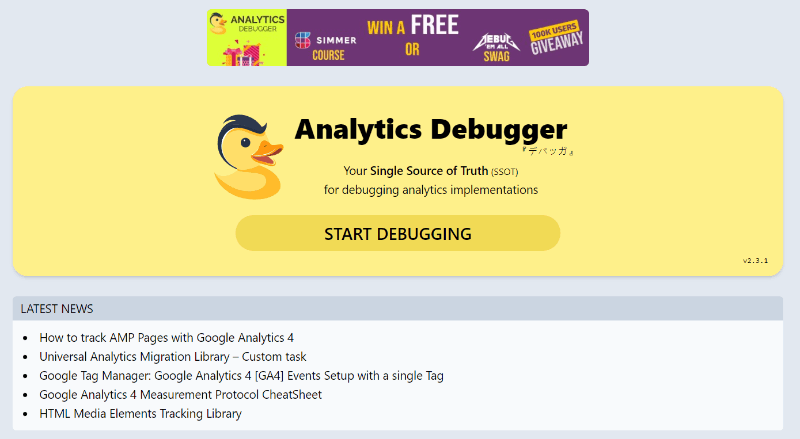 ANALYTICS
DEBUGGER
SIMMER
COURSE
WIN A FREE
OR
DEBUG
'EM ALL
SWAG
100K USERS
GIVEAWAY
Analytics Debugger
『デバッガ』
Your Single Source of Truth (SSOT)
for debugging analytics implementations
START DEBUGGING
v2.3.1
LATEST NEWS
• How to track AMP Pages with Google Analytics 4
• Universal Analytics Migration Library – Custom task
• Google Tag Manager: Google Analytics 4 [GA4] Events Setup with a single Tag
• Google Analytics 4 Measurement Protocol CheatSheet
• HTML Media Elements Tracking Library